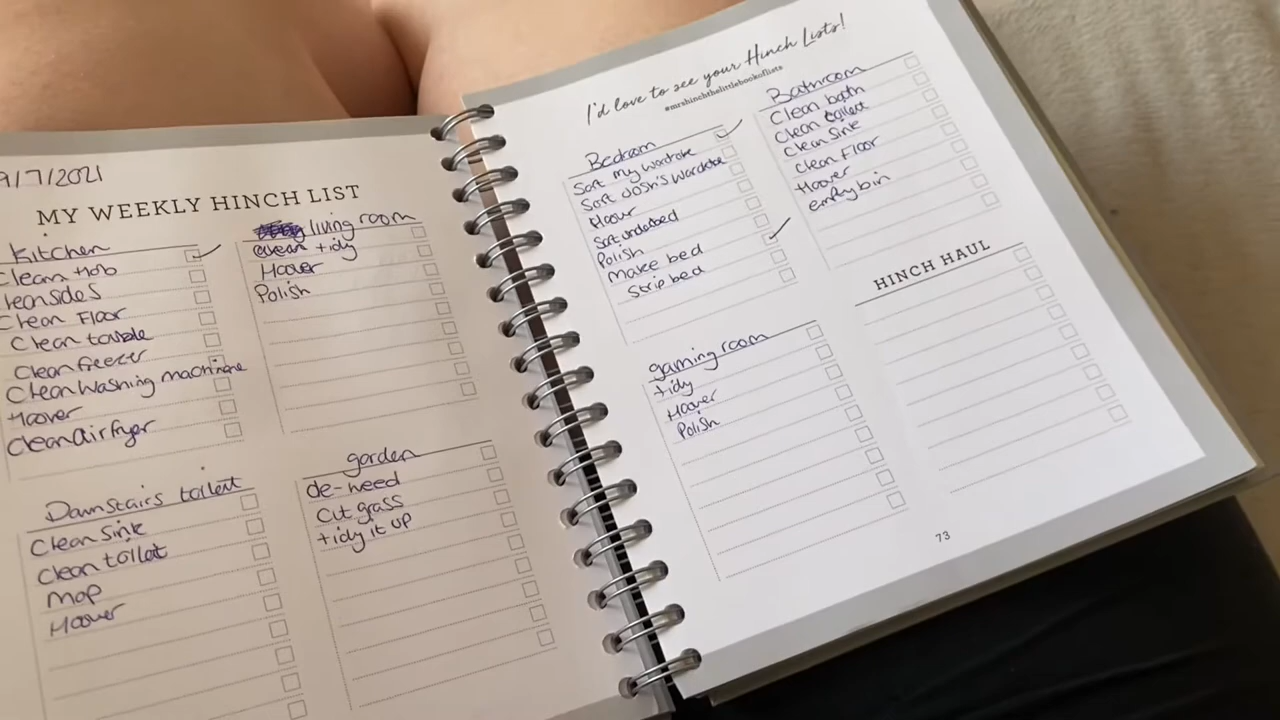 9/7/2021
MY WEEKLY HINCH LIST
Kitchen
Clean Hob
leansides
Clean Floor
Clean
Clean freezer
Clean Washing
Hoover
Clean air fryer
living room
clean tidy
Hoover
Polish
Downstairs toilet
Clean Sink
Clean toilet
Mop
Hoover
garden
de-weed
Cut grass
tidy it up
I'd love to see your Hinch Lists!
#mrshinchthelittlebookoflists
Bedroom
Sort my Wardrobe
Sort Josh's Wardrobe
Hoover
Sort underbed
Polish
Make bed
Strip bed
gaming room
tidy
Hoover
Polish
Bathroom
Clean bath
Clean toilet
Clean Sink
Clean Floor
Hoover
empty bin
HINCH HAUL
73